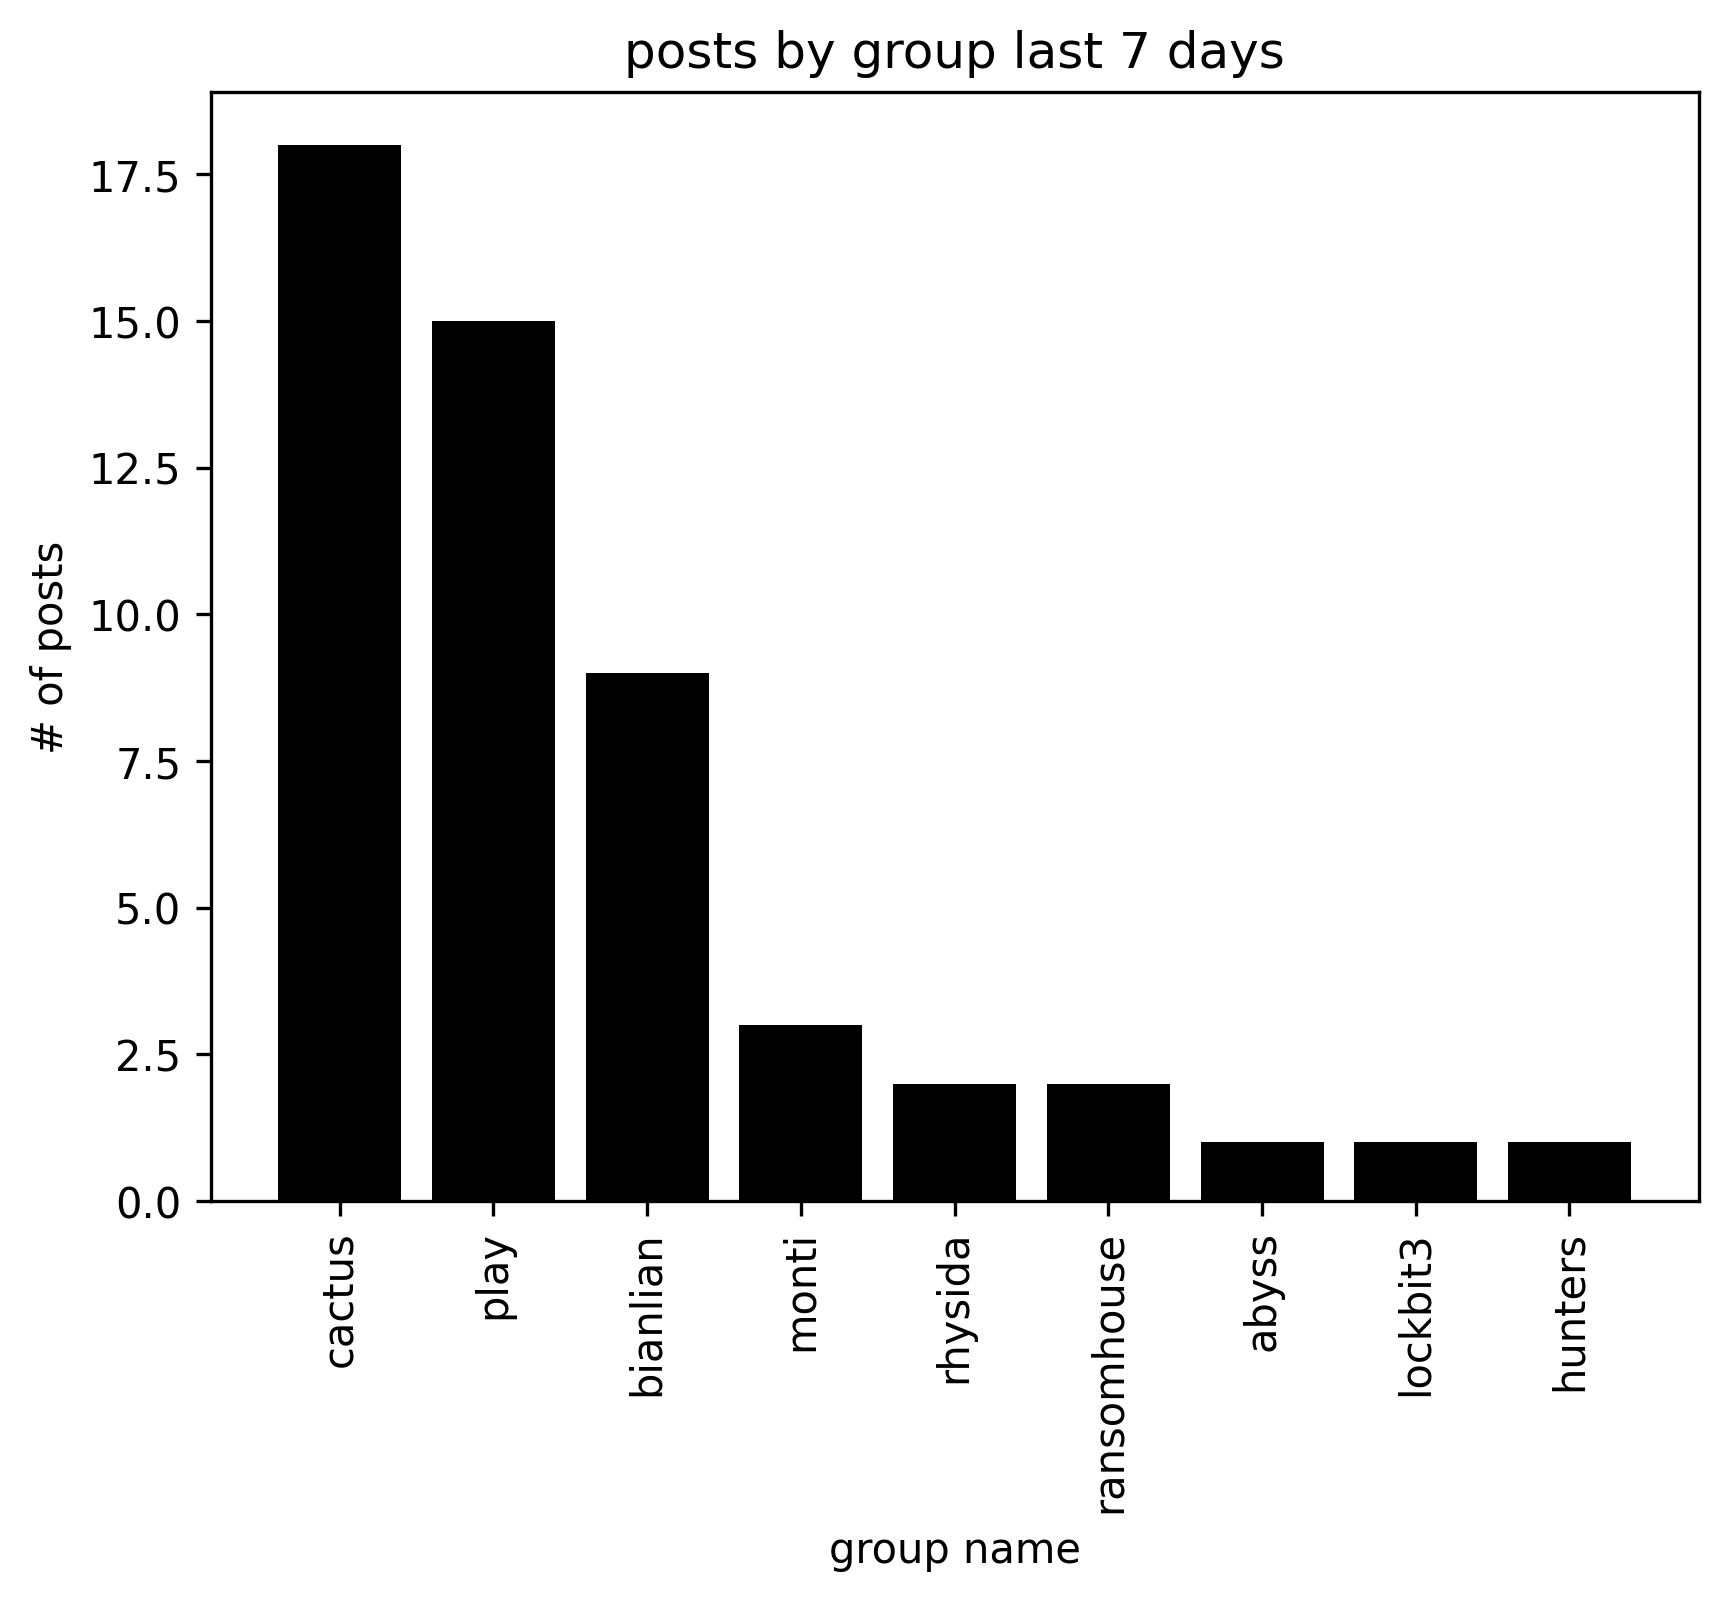 posts by group last 7 days
# of posts
17.5
15.0
12.5
10.0
7.5
5.0
2.5
0.0
cactus
play
bianlian
monti
rhysida
ransomhouse
abyss
lockbit3
hunters
group name